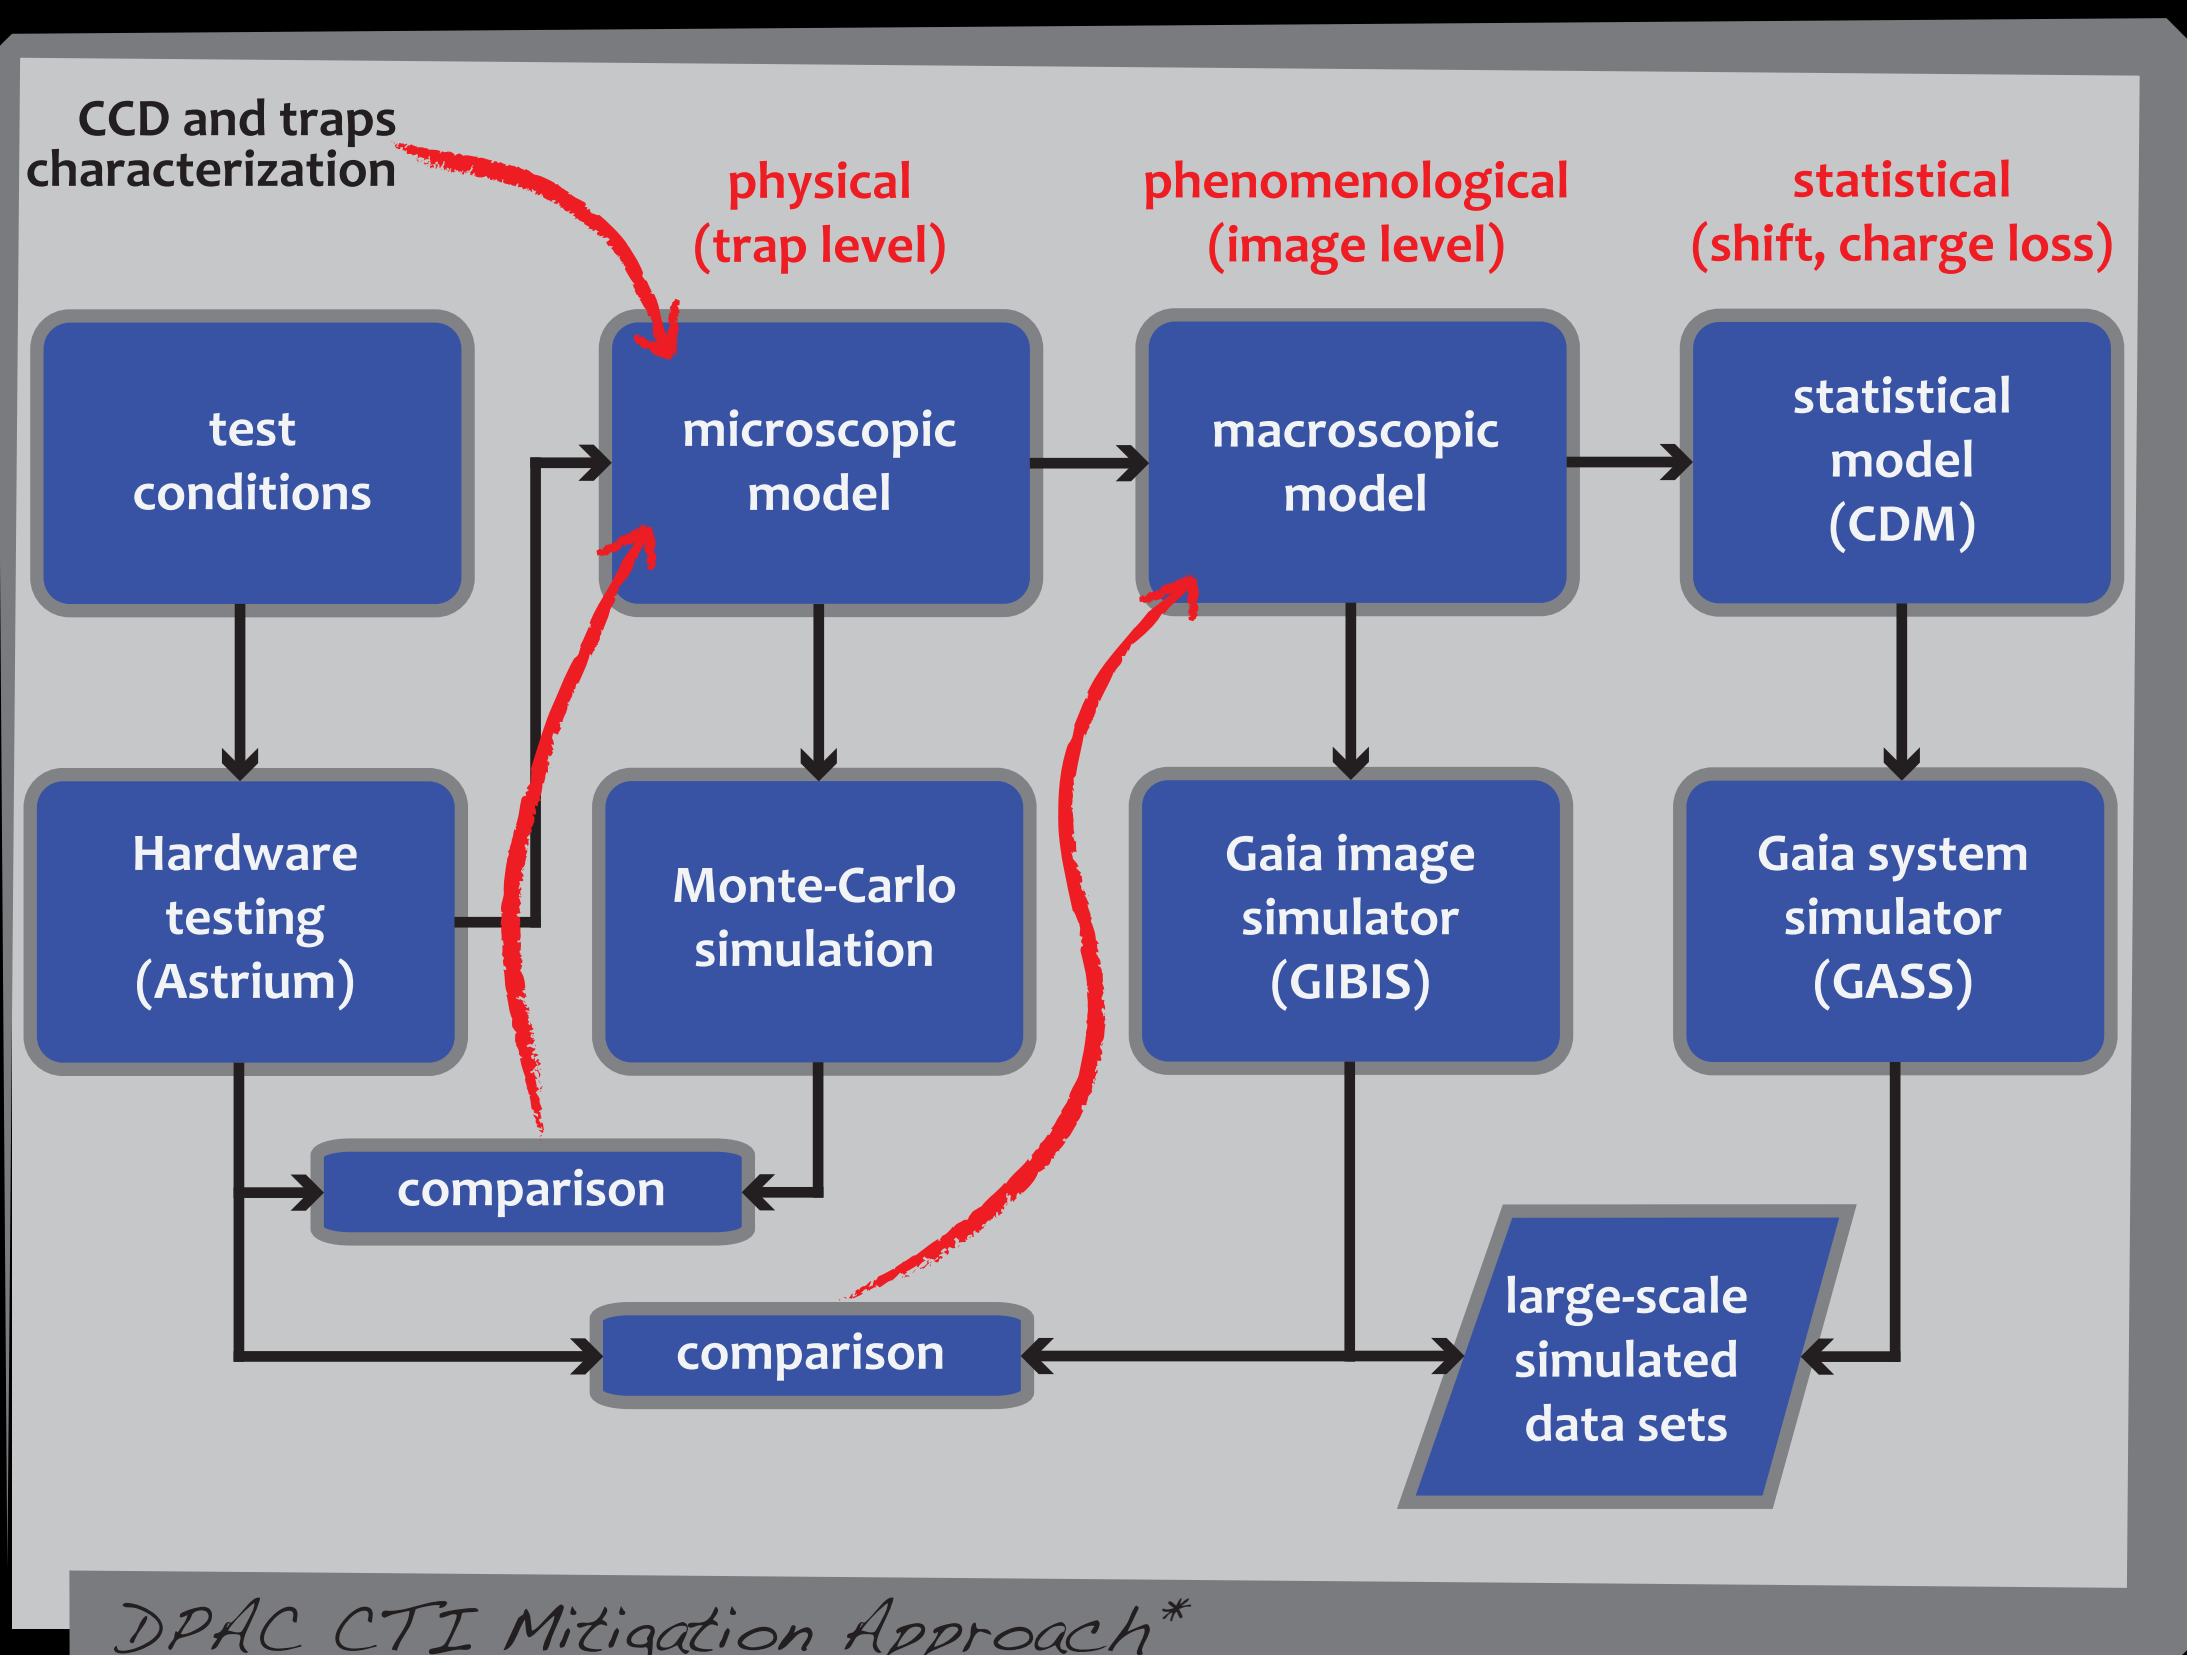 CCD and traps
characterization
physical
(trap level)
phenomenological
(image level)
statistical
(shift, charge loss)
test
conditions
microscopic
model
macroscopic
model
statistical
model
(CDM)
Hardware
testing
(Astrium)
Monte-Carlo
simulation
Gaia image
simulator
(GIBIS)
Gaia system
simulator
(GASS)
comparison
comparison
large-scale
simulated
data sets
DPAC CTI Mitigation Approach*